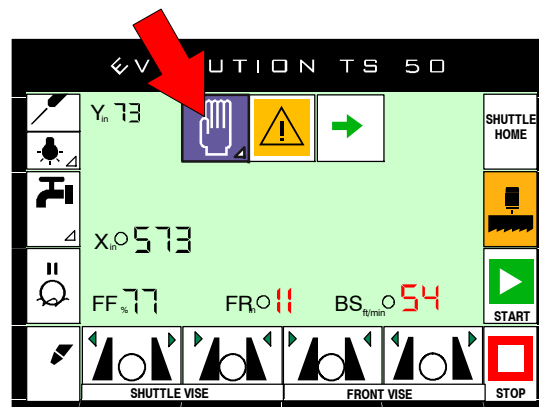 EV UTION TS 50
Yin 73
SHUTTLE
HOME
Xin 573
FF% 77 FRin 11 BSft/min 54
START
SHUTTLE VISE FRONT VISE STOP